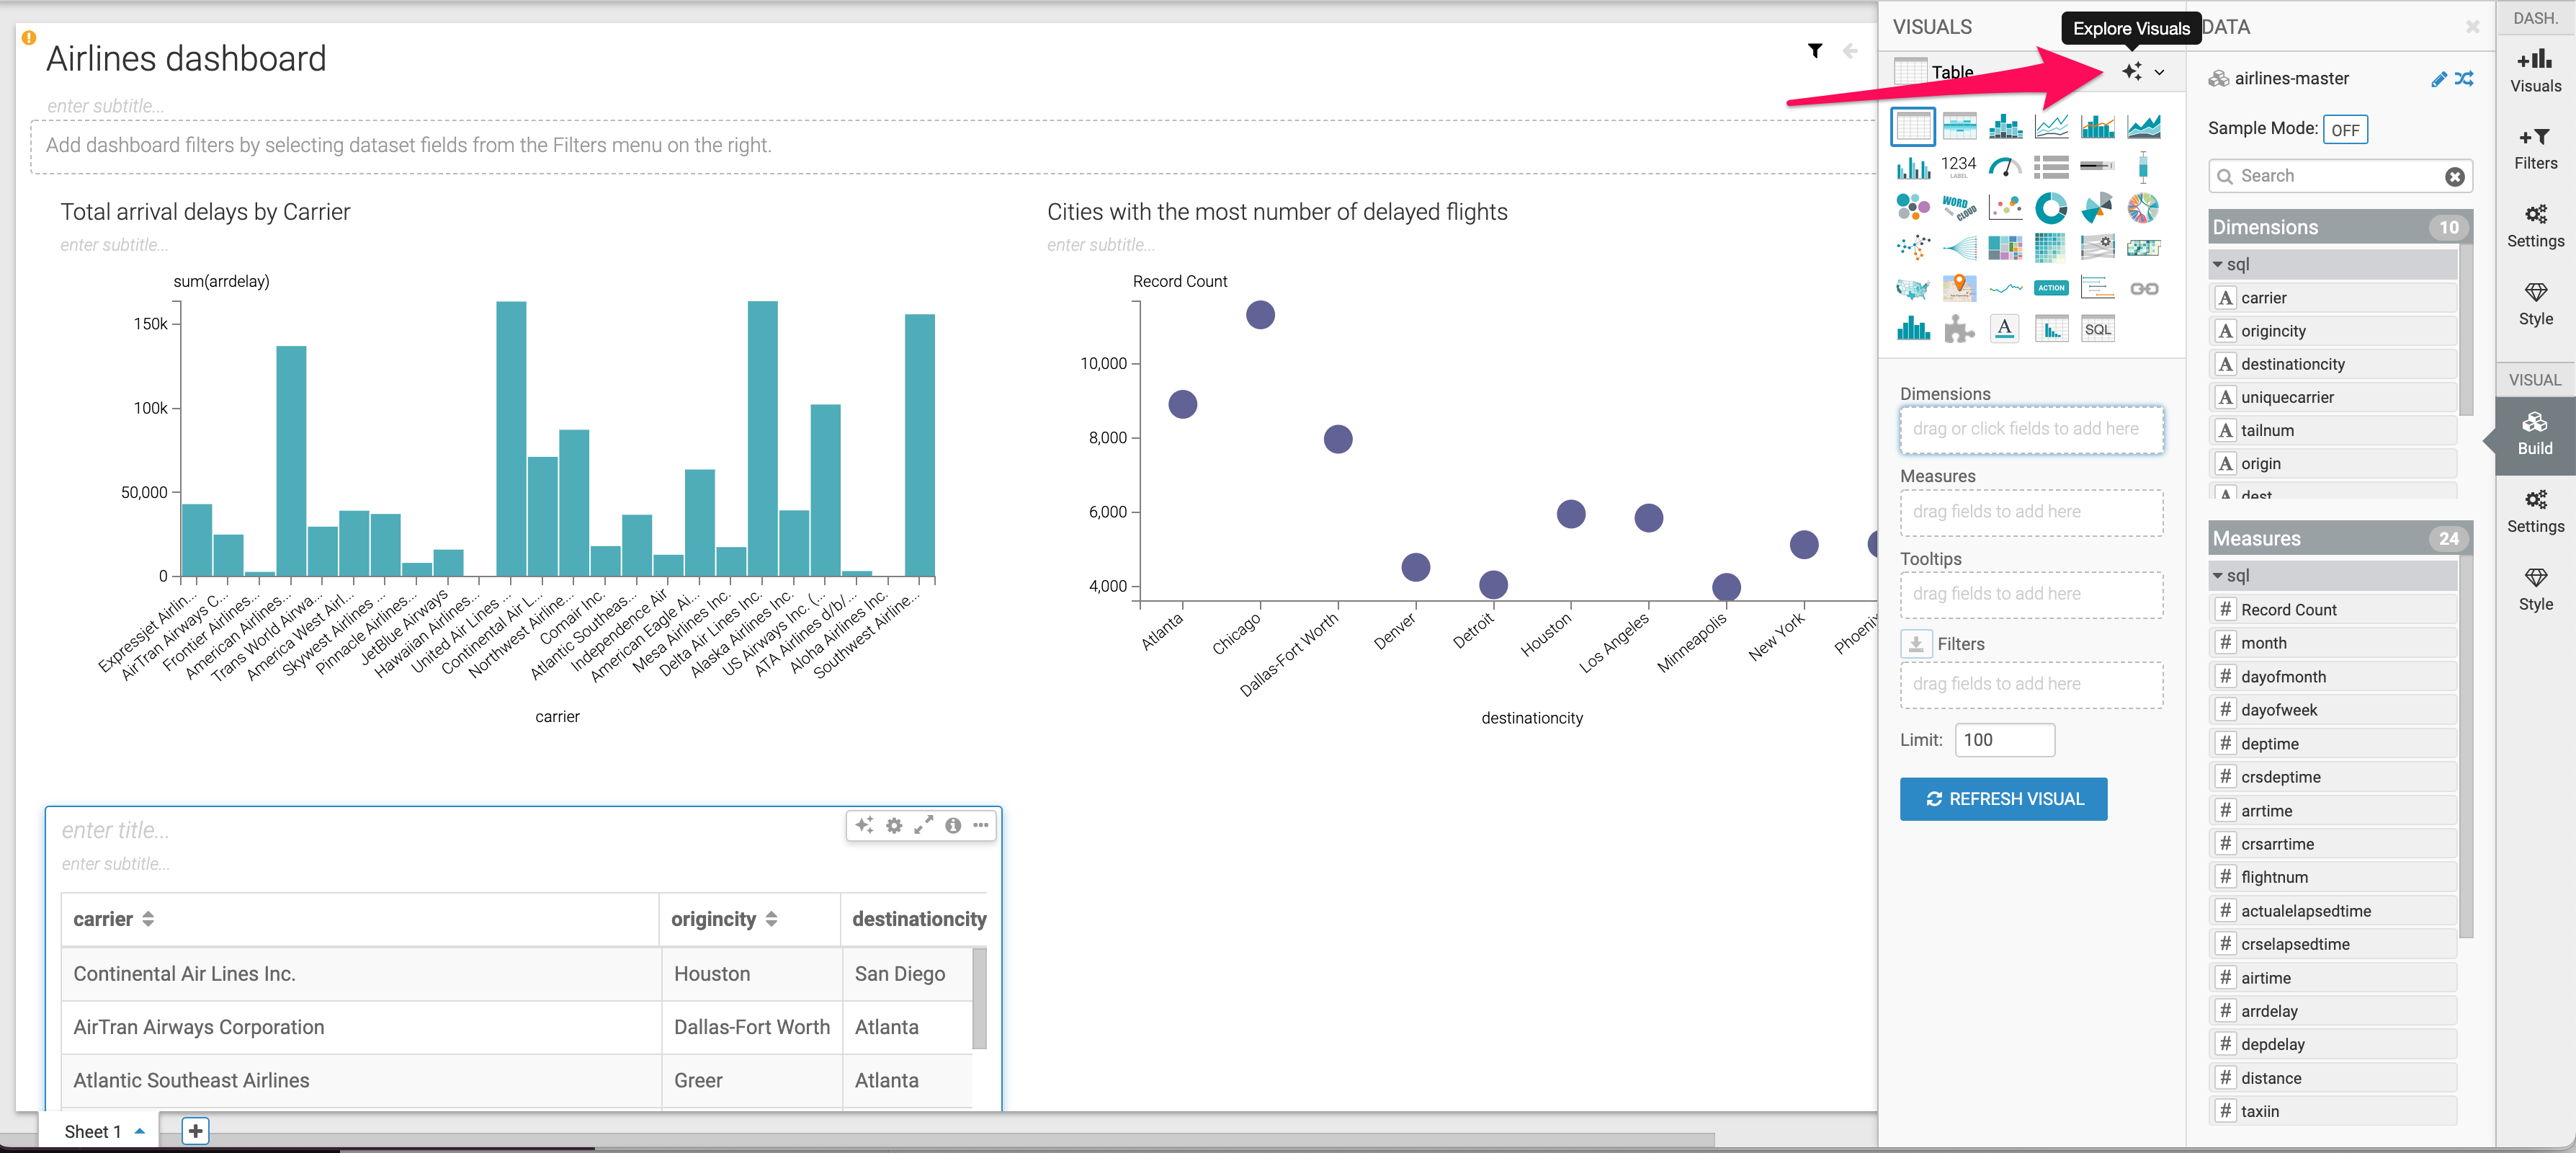 Airlines dashboard
enter subtitle...
Add dashboard filters by selecting dataset fields from the Filters menu on the right.
Total arrival delays by Carrier
enter subtitle...
sum(arrdelay)
150k
100k
50,000
0
Expressjet Airlin...
AirTran Airways C...
Frontier Airlines...
American Airlines...
Trans World Airwa...
America West Airl...
Skywest Airlines ...
Pinnacle Airlines...
JetBlue Airways
Hawaiian Airlines...
United Air Lines ...
Continental Air L...
Northwest Airline...
Comair Inc.
Atlantic Southeas...
Independence Air
American Eagle Ai...
Mesa Airlines Inc.
Delta Air Lines Inc.
Alaska Airlines Inc.
US Airways Inc. (...
ATA Airlines d/b/...
Aloha Airlines Inc.
Southwest Airline...
carrier
Cities with the most number of delayed flights
enter subtitle...
Record Count
10,000
8,000
6,000
4,000
Atlanta
Chicago
Dallas-Fort Worth
Denver
Detroit
Houston
Los Angeles
Minneapolis
New York
Phoenix
destinationcity
enter title...
enter subtitle...
carrier origincity destinationcity
Continental Air Lines Inc. Houston San Diego
AirTran Airways Corporation Dallas-Fort Worth Atlanta
Atlantic Southeast Airlines Greer Atlanta
Sheet 1
VISUALS
Explore Visuals
Table
1234
LABEL
WORD
CLOUD
ACTION
A
SQL
Dimensions
drag or click fields to add here
Measures
drag fields to add here
Tooltips
drag fields to add here
Filters
drag fields to add here
Limit: 100
REFRESH VISUAL
DATA
airlines-master
Sample Mode: OFF
Search
Dimensions 10
sql
A carrier
A origincity
A destinationcity
A uniquecarrier
A tailnum
A origin
A dest
Measures 24
sql
# Record Count
# month
# dayofmonth
# dayofweek
# deptime
# crsdeptime
# arrtime
# crsarrtime
# flightnum
# actualelapsedtime
# crselapsedtime
# airtime
# arrdelay
# depdelay
# distance
# taxiin
DASH.
Visuals
Filters
Settings
Style
VISUAL
Build
Settings
Style